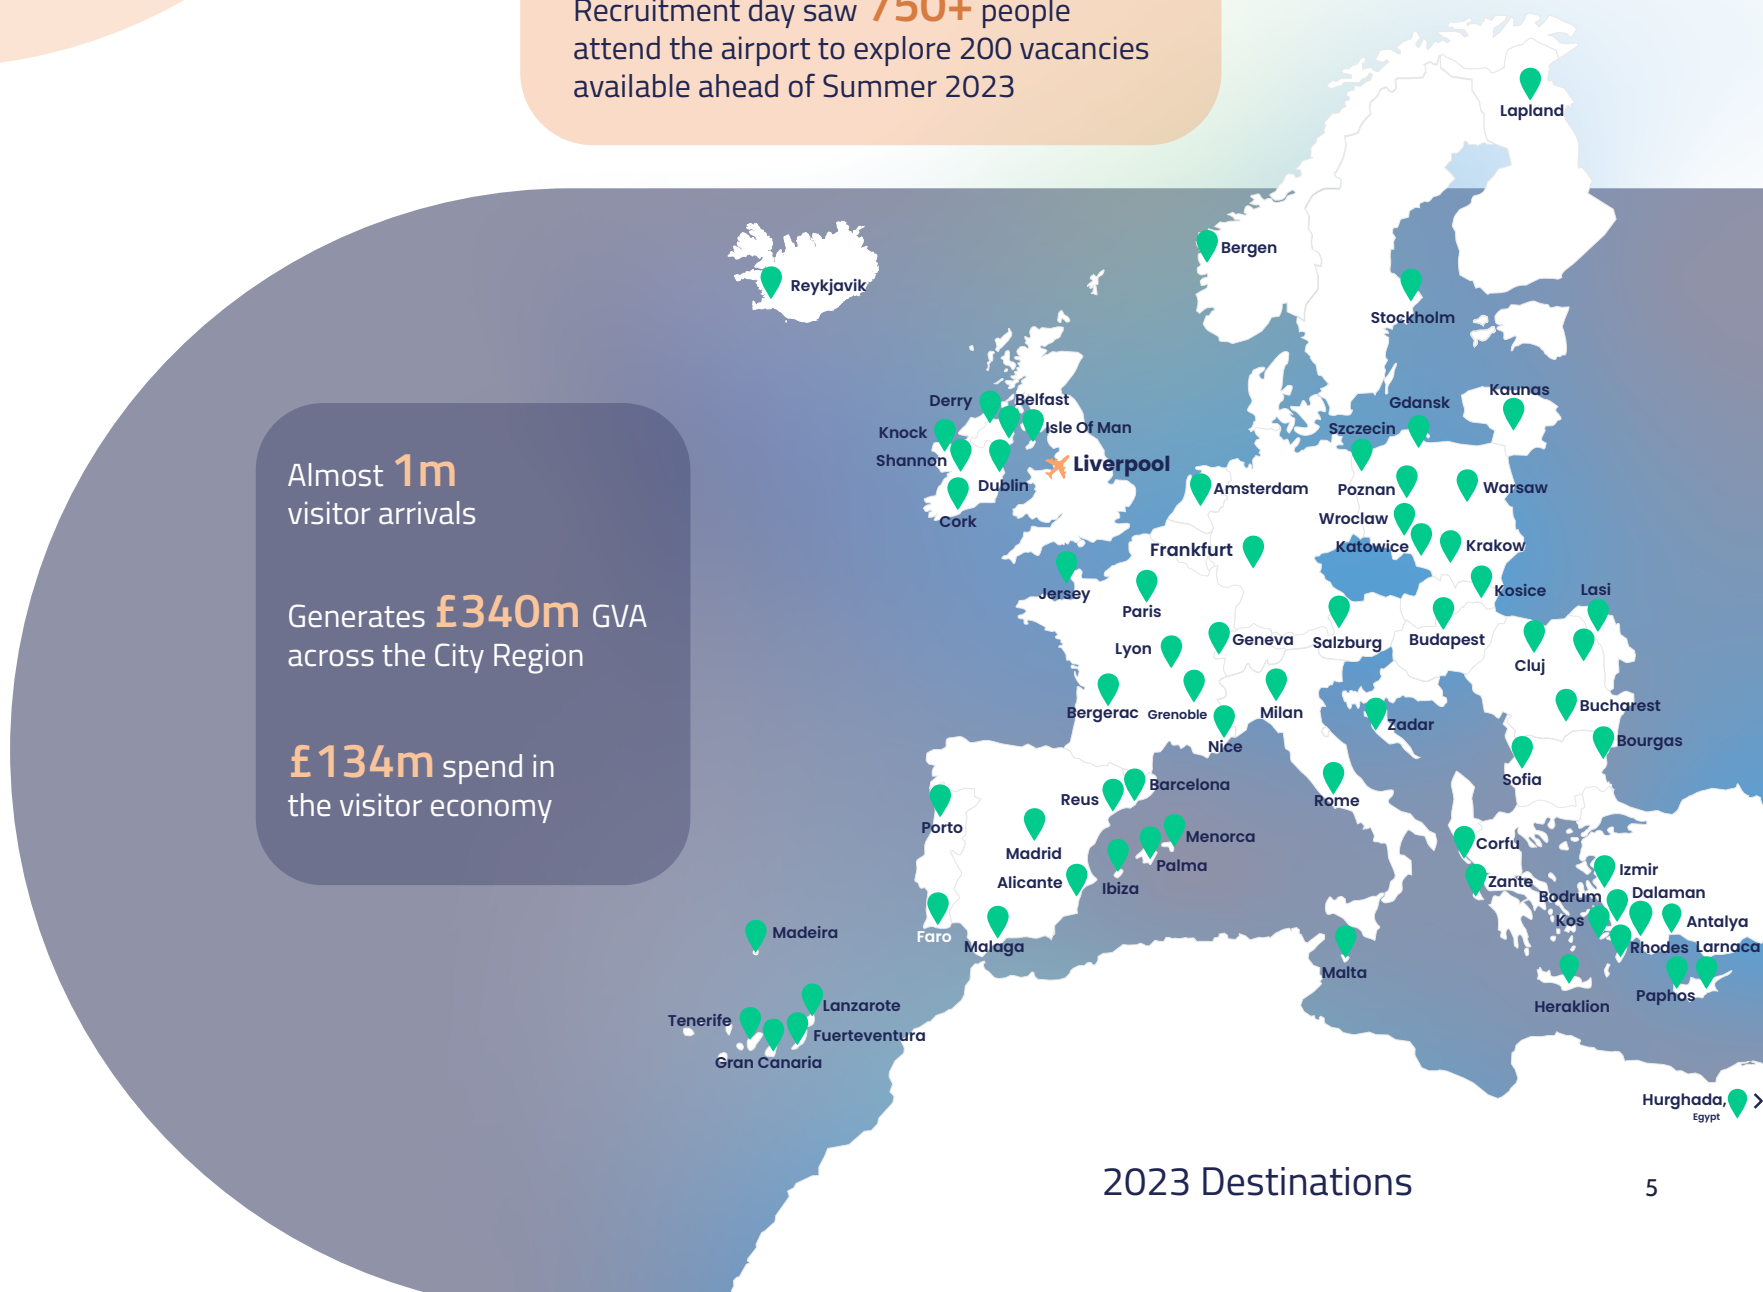 Recruitment day saw 750+ people
attend the airport to explore 200 vacancies
available ahead of Summer 2023
Lapland
Bergen
Reykjavik
Stockholm
Kaunas
Derry
Belfast
Gdansk
Knock
Isle Of Man
Szczecin
Shannon
Liverpool
Dublin
Amsterdam
Poznan
Warsaw
Cork
Wroclaw
Frankfurt
Katowice
Krakow
Jersey
Paris
Kosice
Lasi
Lyon
Geneva
Salzburg
Budapest
Cluj
Bergerac
Grenoble
Milan
Zadar
Bucharest
Nice
Bourgas
Sofia
Reus
Barcelona
Rome
Porto
Madrid
Menorca
Palma
Corfu
Alicante
Ibiza
Zante
Izmir
Bodrum
Dalaman
Kos
Antalya
Faro
Malaga
Rhodes
Larnaca
Madeira
Malta
Paphos
Heraklion
Lanzarote
Tenerife
Fuerteventura
Gran Canaria
Hurghada,
Egypt
Almost 1m
visitor arrivals
Generates £340m GVA
across the City Region
£134m spend in
the visitor economy
2023 Destinations
5